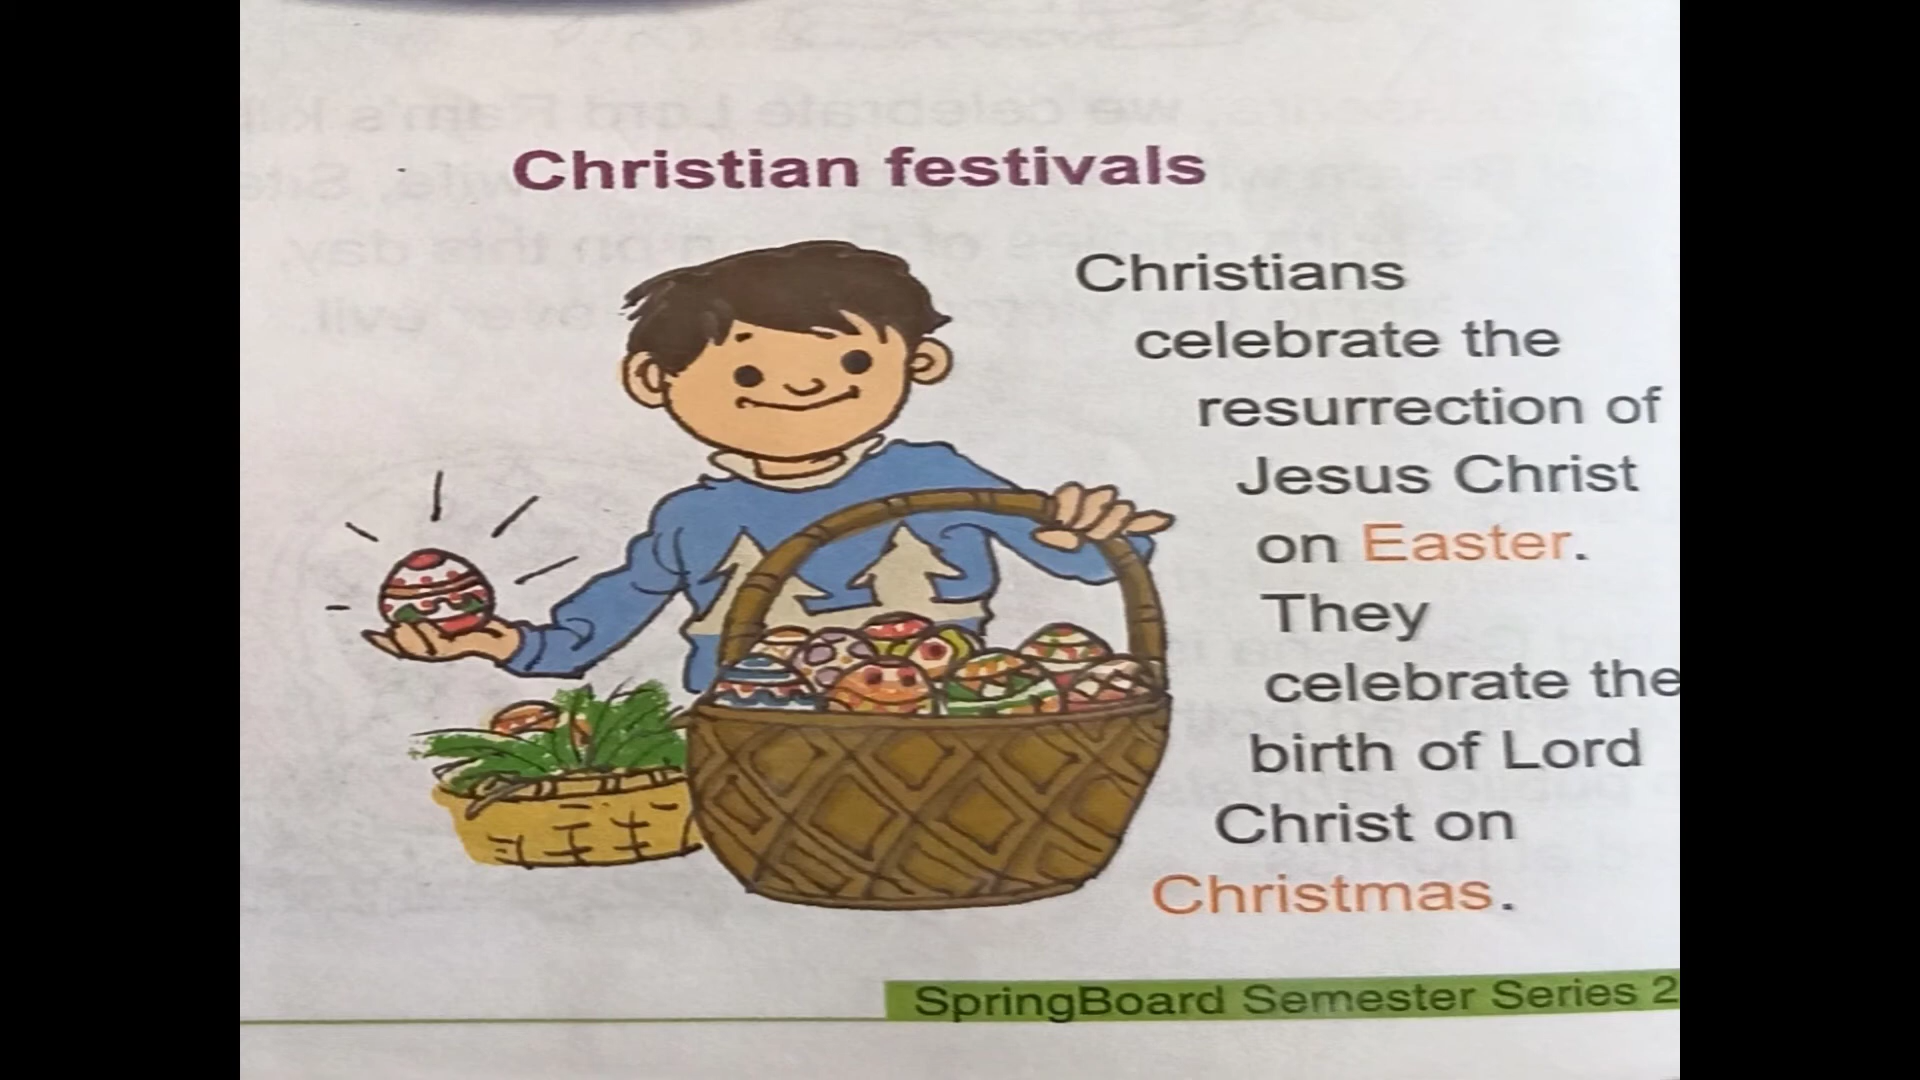 Christian festivals
Christians
celebrate the
resurrection of
Jesus Christ
on Easter.
They
celebrate the
birth of Lord
Christ on
Christmas.
SpringBoard Semester Series 2